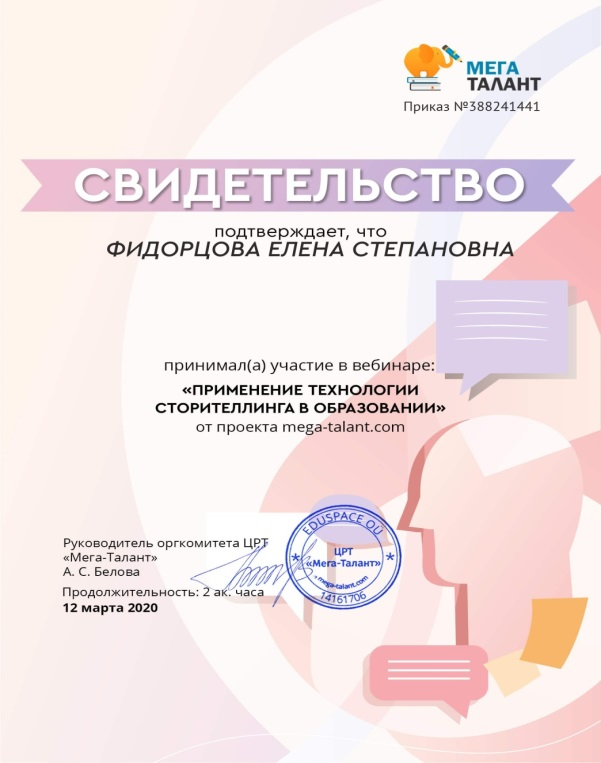 МЕГА
ТАЛАНТ
Приказ №388241441
СВИДЕТЕЛЬСТВО
подтверждает, что
ФИДОРЦОВА ЕЛЕНА СТЕПАНОВНА
принимал(а) участие в вебинаре:
«ПРИМЕНЕНИЕ ТЕХНОЛОГИИ
СТОРИТЕЛЛИНГА В ОБРАЗОВАНИИ»
от проекта mega-talant.com
Руководитель оргкомитета ЦРТ
«Мега-Талант»
А. С. Белова
Продолжительность: 2 ак. часа
12 марта 2020
EDUSPACE OÜ
ЦРТ
«Мега-Талант»
mega-talant.com
14161706